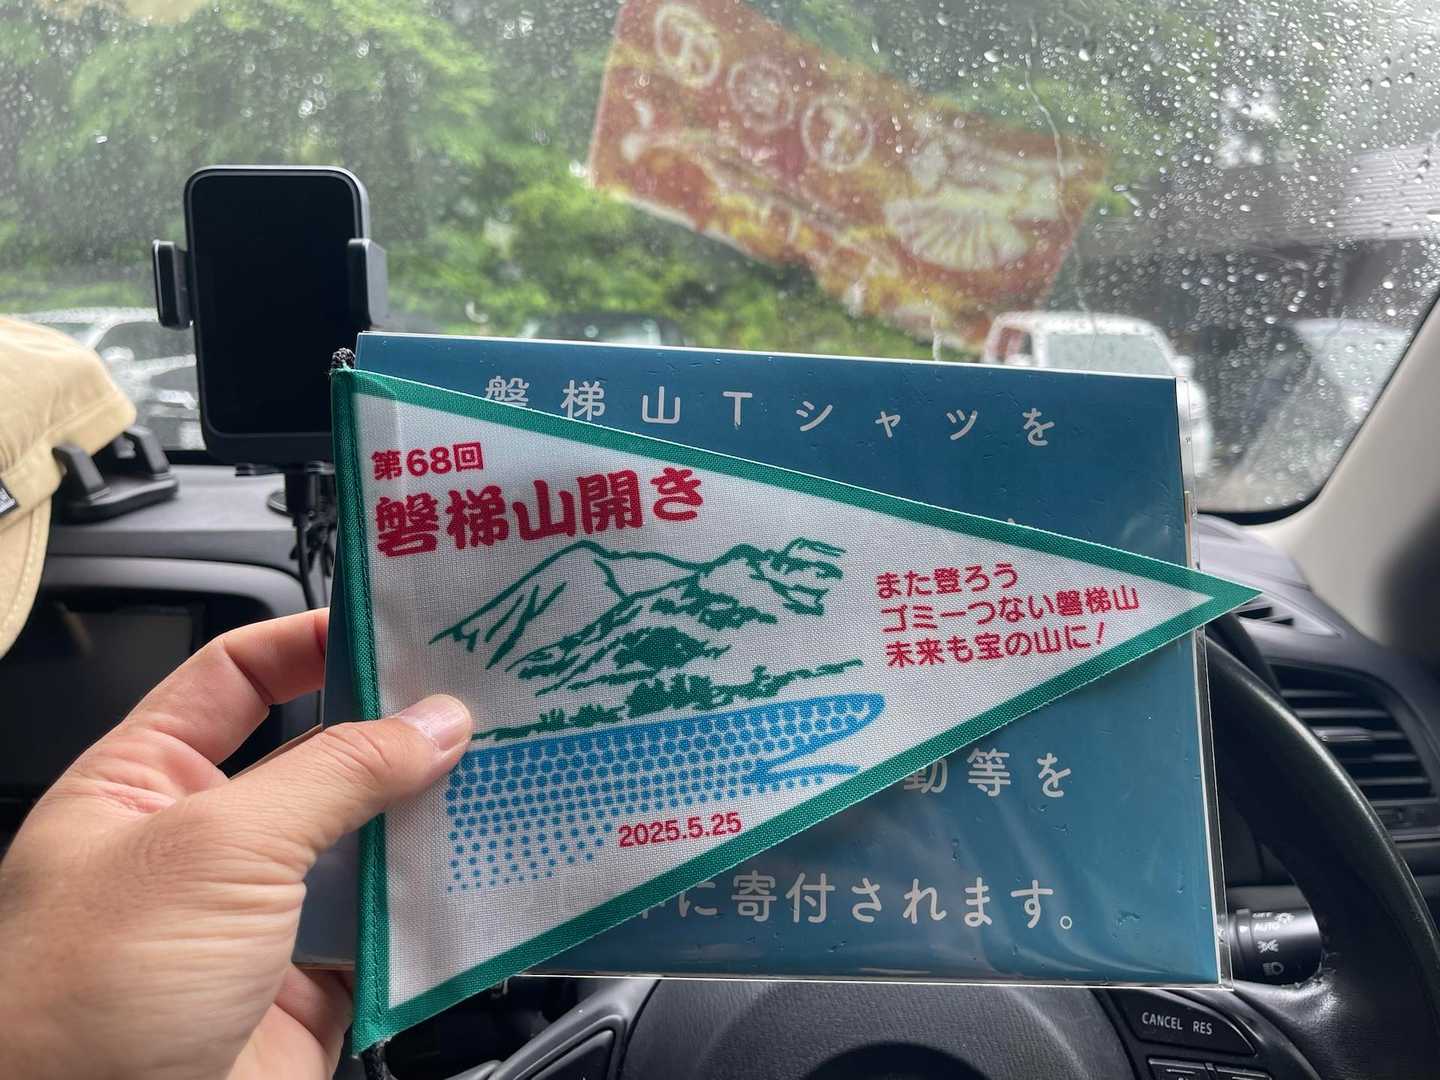 磐梯山Tシャツを
第68回
磐梯山開き
また登ろう
ゴミ一つない磐梯山
未来も宝の山に!
2025.5.25
動等を
に寄付されます。
AUTO
CANCEL RES